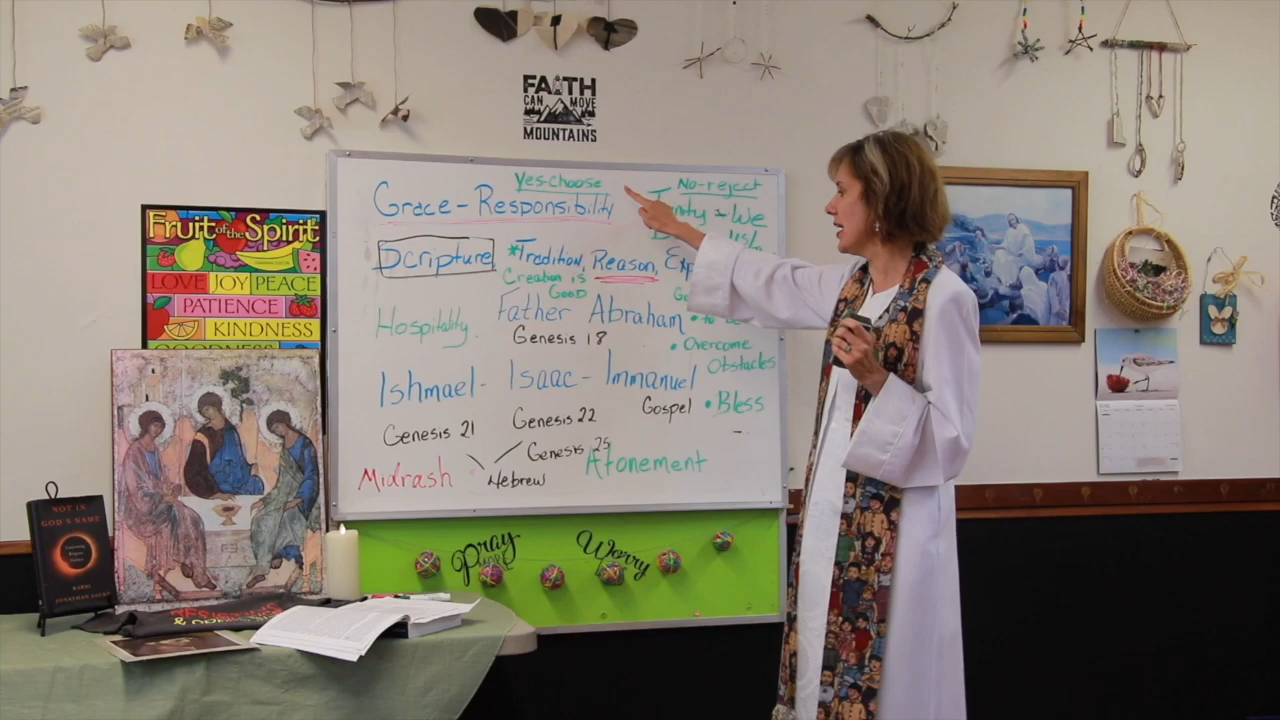 FAITH
CAN MOVE
MOUNTAINS
Yes-choose
No-reject
Grace-Responsibility
- We
Scripture
*Tradition, Reason,
Creation is
GOOD
Hospitality
Father Abraham
Genesis 18
• Overcome
Obstacles
Ishmael - Isaac - Immanuel
Genesis 21
Genesis 22
Gospel
• Bless
Genesis 25
Midrash
Hebrew
Atonement
Fruit of the Spirit
LOVE JOY PEACE
PATIENCE
KINDNESS
GOODNESS
NOT IN
GOD'S NAME
RABBI
JONATHAN SACKS
Pray
Worry